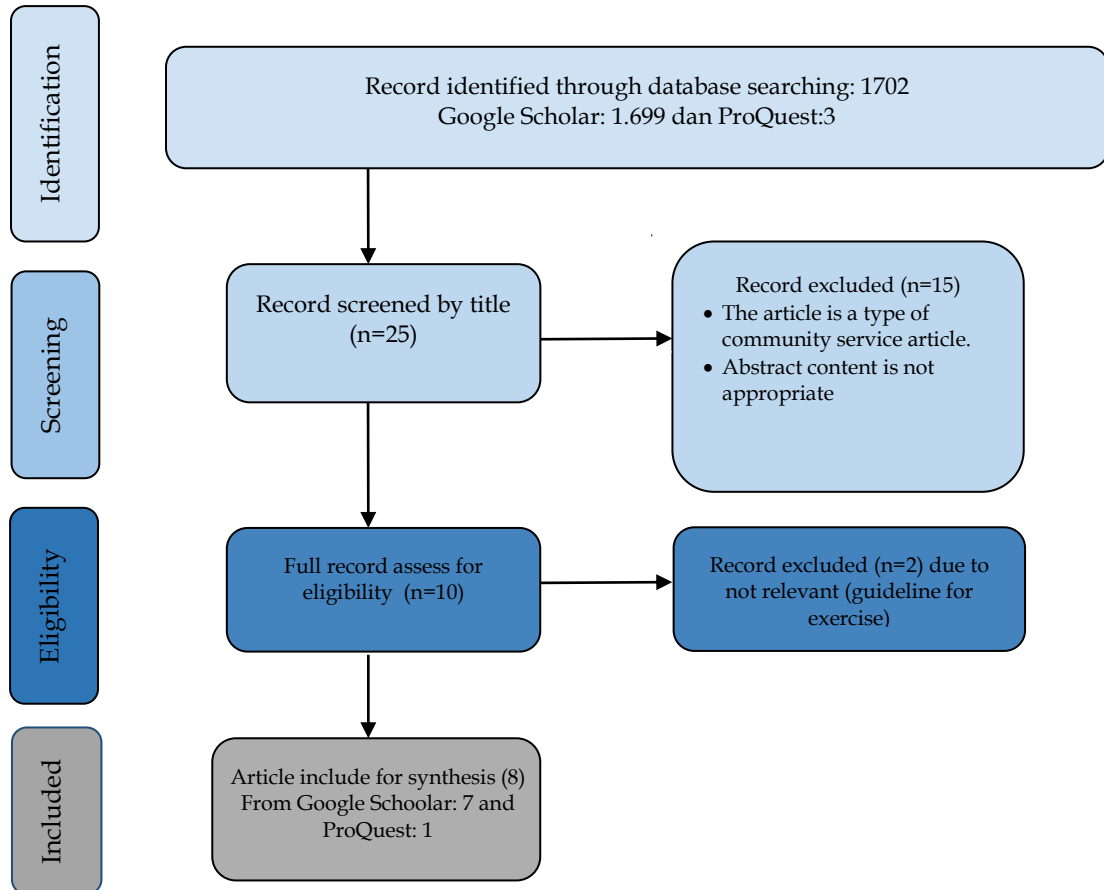 Identification
Record identified through database searching: 1702
Google Scholar: 1.699 dan ProQuest:3
Screening
Record screened by title
(n=25)
Record excluded (n=15)
• The article is a type of
community service article.
• Abstract content is not
appropriate
Eligibility
Full record assess for
eligibility (n=10)
Record excluded (n=2) due to
not relevant (guideline for
exercise)
Included
Article include for synthesis (8)
From Google Schoolar: 7 and
ProQuest: 1